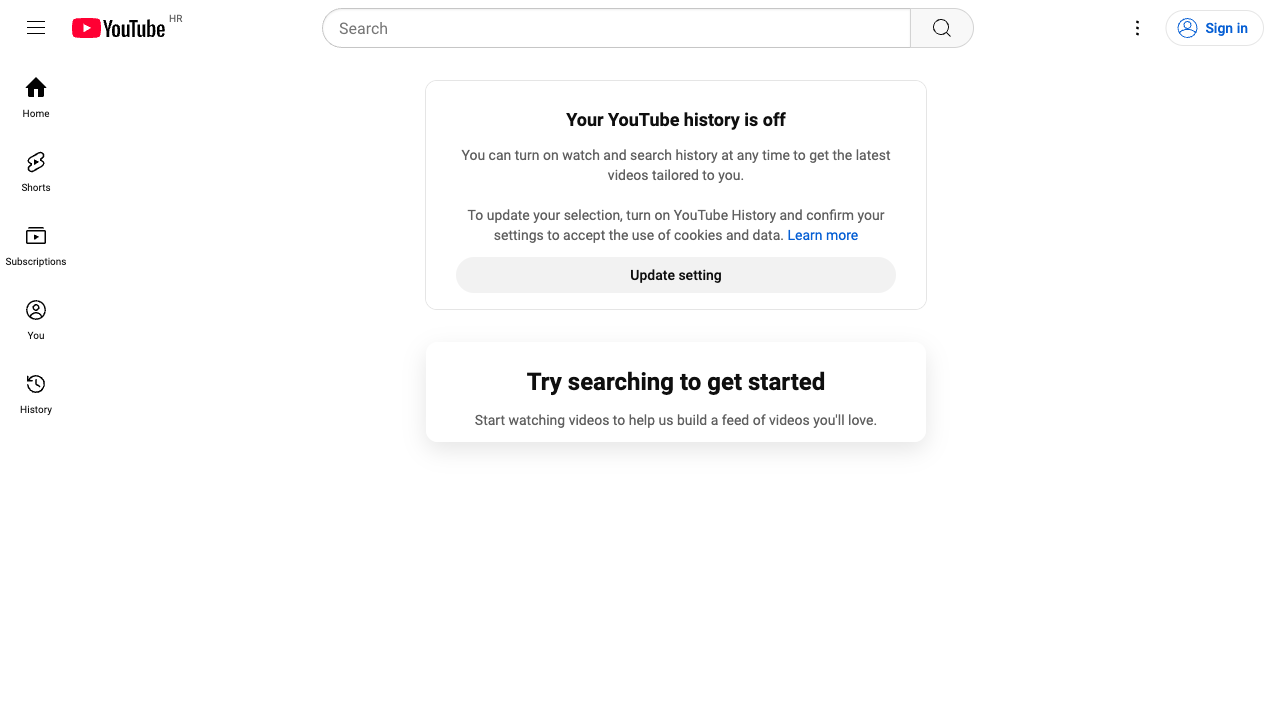 YouTube HR
Search
Sign in
Home
Shorts
Subscriptions
You
History
Your YouTube history is off
You can turn on watch and search history at any time to get the latest
videos tailored to you.
To update your selection, turn on YouTube History and confirm your
settings to accept the use of cookies and data. Learn more
Update setting
Try searching to get started
Start watching videos to help us build a feed of videos you'll love.